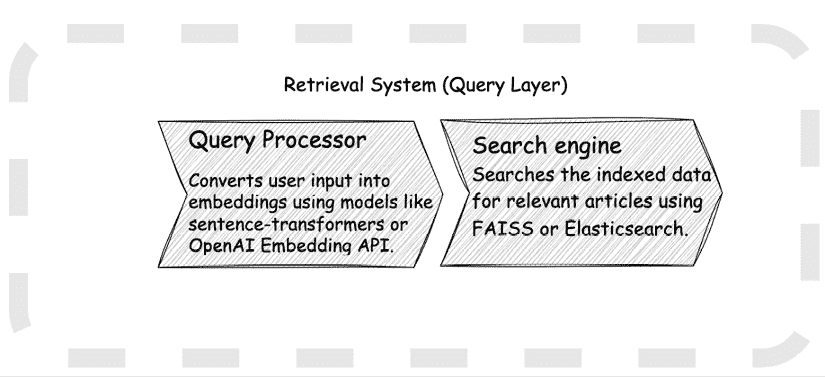 Retrieval System (Query Layer)
Query Processor
Converts user input into
embeddings using models like
sentence-transformers or
OpenAI Embedding API.
Search engine
Searches the indexed data
for relevant articles using
FAISS or Elasticsearch.